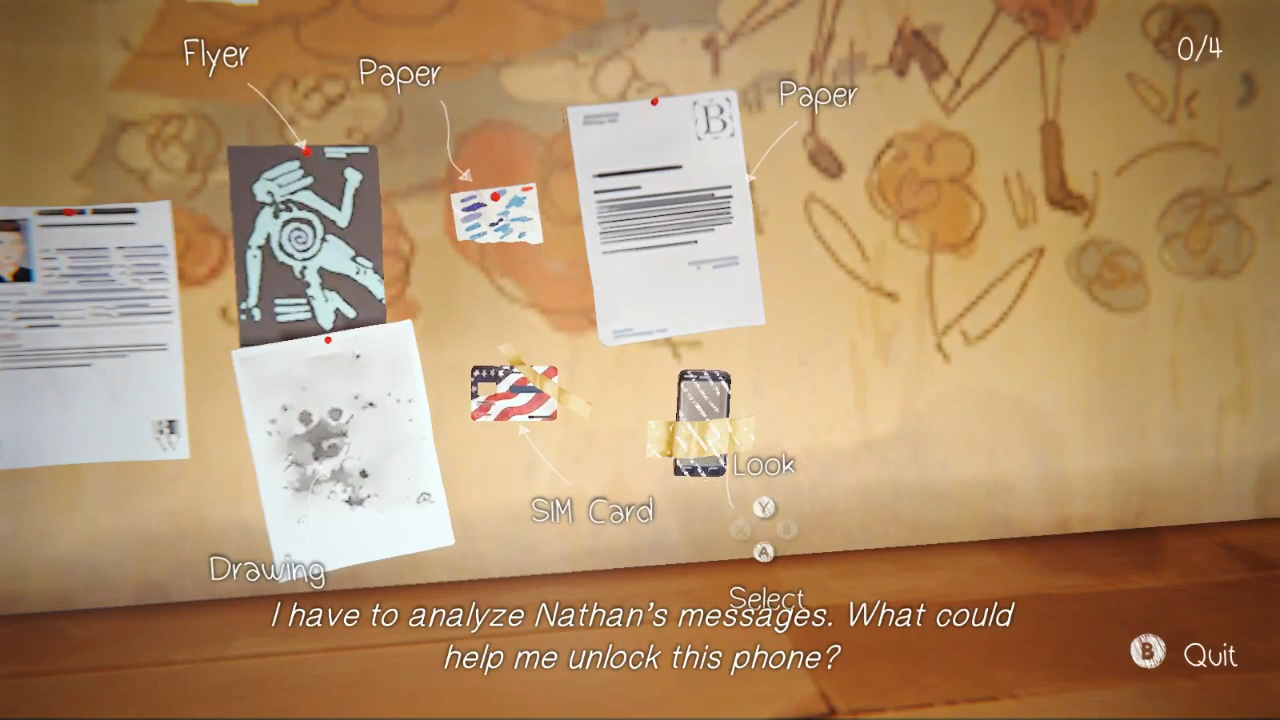 Flyer
Paper
Paper
0/4
B
Look
Y
X
A
SIM Card
Drawing
Select
I have to analyze Nathan's messages. What could
help me unlock this phone?
B Quit